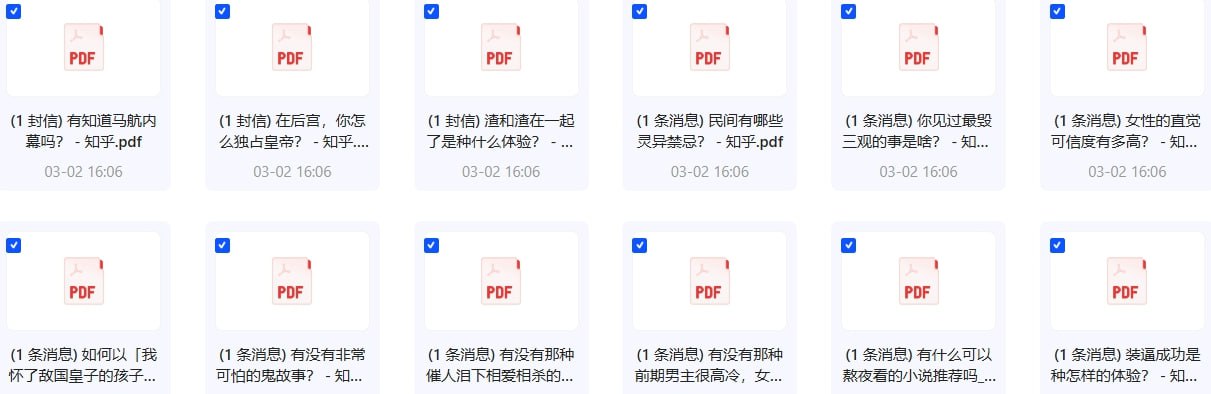 PDF
PDF
PDF
PDF
PDF
PDF
(1 封信) 有知道马航内
幕吗？ - 知乎.pdf
03-02 16:06
(1 封信) 在后宫，你怎
么独占皇帝？ - 知乎....
03-02 16:06
(1 封信) 渣和渣在一起
了是种什么体验？ - ...
03-02 16:06
(1 条消息) 民间有哪些
灵异禁忌？ - 知乎.pdf
03-02 16:06
(1 条消息) 你见过最毁
三观的事是啥？ - 知...
03-02 16:06
(1 条消息) 女性的直觉
可信度有多高？ - 知...
03-02 16:06
PDF
PDF
PDF
PDF
PDF
PDF
(1 条消息) 如何以「我
怀了敌国皇子的孩子...
(1 条消息) 有没有非常
可怕的鬼故事？ - 知...
(1 条消息) 有没有那种
催人泪下相爱相杀的...
(1 条消息) 有没有那种
前期男主很高冷，女...
(1 条消息) 有什么可以
熬夜看的小说推荐吗_...
(1 条消息) 装逼成功是
种怎样的体验？ - 知...